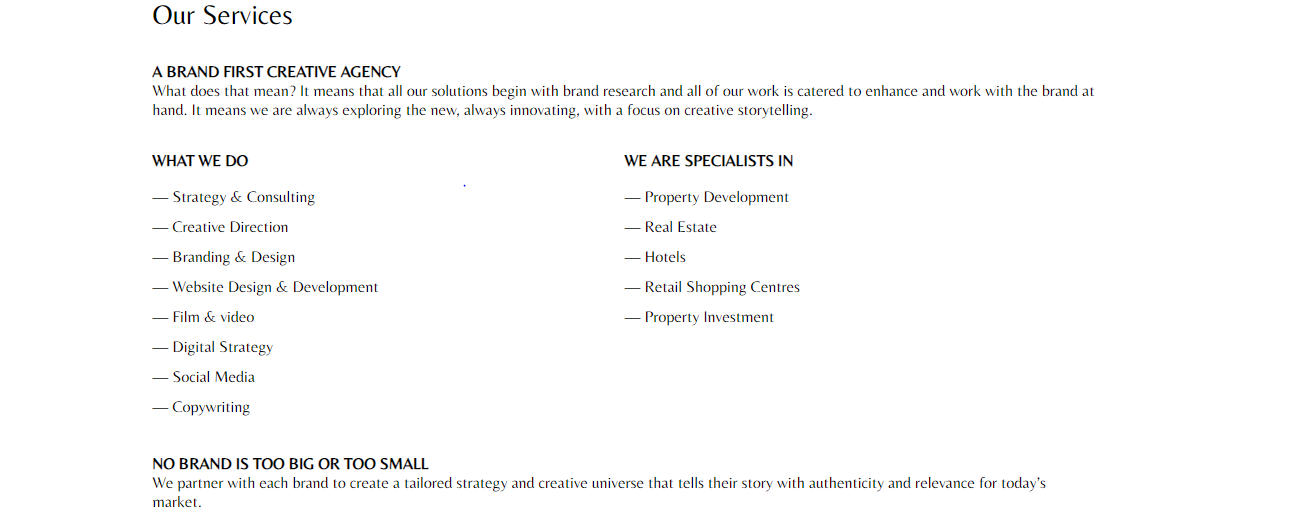 Our Services
A BRAND FIRST CREATIVE AGENCY
What does that mean? It means that all our solutions begin with brand research and all of our work is catered to enhance and work with the brand at
hand. It means we are always exploring the new, always innovating, with a focus on creative storytelling.
WHAT WE DO
— Strategy & Consulting
— Creative Direction
— Branding & Design
— Website Design & Development
— Film & video
— Digital Strategy
— Social Media
— Copywriting
WE ARE SPECIALISTS IN
— Property Development
— Real Estate
— Hotels
— Retail Shopping Centres
— Property Investment
NO BRAND IS TOO BIG OR TOO SMALL
We partner with each brand to create a tailored strategy and creative universe that tells their story with authenticity and relevance for today's
market.